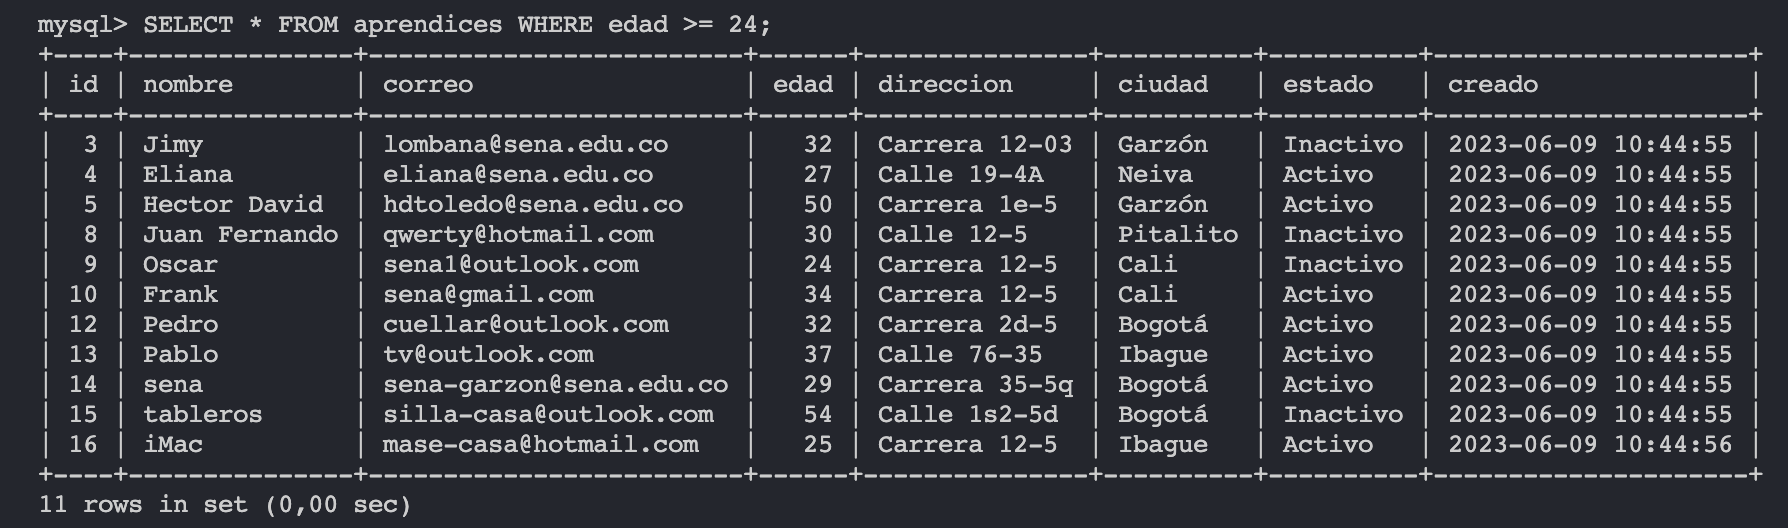 mysql> SELECT * FROM aprendices WHERE edad >= 24;
+----+---------------+-------------------------+------+---------------+----------+----------+---------------------+
| id | nombre        | correo                  | edad | direccion     | ciudad   | estado   | creado              |
+----+---------------+-------------------------+------+---------------+----------+----------+---------------------+
|  3 | Jimy          | lombana@sena.edu.co     |   32 | Carrera 12-03 | Garzón   | Inactivo | 2023-06-09 10:44:55 |
|  4 | Eliana        | eliana@sena.edu.co      |   27 | Calle 19-4A   | Neiva    | Activo   | 2023-06-09 10:44:55 |
|  5 | Hector David  | hdtoledo@sena.edu.co    |   50 | Carrera 1e-5  | Garzón   | Activo   | 2023-06-09 10:44:55 |
|  8 | Juan Fernando | qwerty@hotmail.com      |   30 | Calle 12-5    | Pitalito | Inactivo | 2023-06-09 10:44:55 |
|  9 | Oscar         | sena1@outlook.com       |   24 | Carrera 12-5  | Cali     | Inactivo | 2023-06-09 10:44:55 |
| 10 | Frank         | sena@gmail.com          |   34 | Carrera 12-5  | Cali     | Activo   | 2023-06-09 10:44:55 |
| 12 | Pedro         | cuellar@outlook.com     |   32 | Carrera 2d-5  | Bogotá   | Activo   | 2023-06-09 10:44:55 |
| 13 | Pablo         | tv@outlook.com          |   37 | Calle 76-35   | Ibague   | Activo   | 2023-06-09 10:44:55 |
| 14 | sena          | sena-garzon@sena.edu.co |   29 | Carrera 35-5q | Bogotá   | Activo   | 2023-06-09 10:44:55 |
| 15 | tableros      | silla-casa@outlook.com  |   54 | Calle 1s2-5d  | Bogotá   | Inactivo | 2023-06-09 10:44:55 |
| 16 | iMac          | mase-casa@hotmail.com   |   25 | Carrera 12-5  | Ibague   | Activo   | 2023-06-09 10:44:56 |
+----+---------------+-------------------------+------+---------------+----------+----------+---------------------+
11 rows in set (0,00 sec)